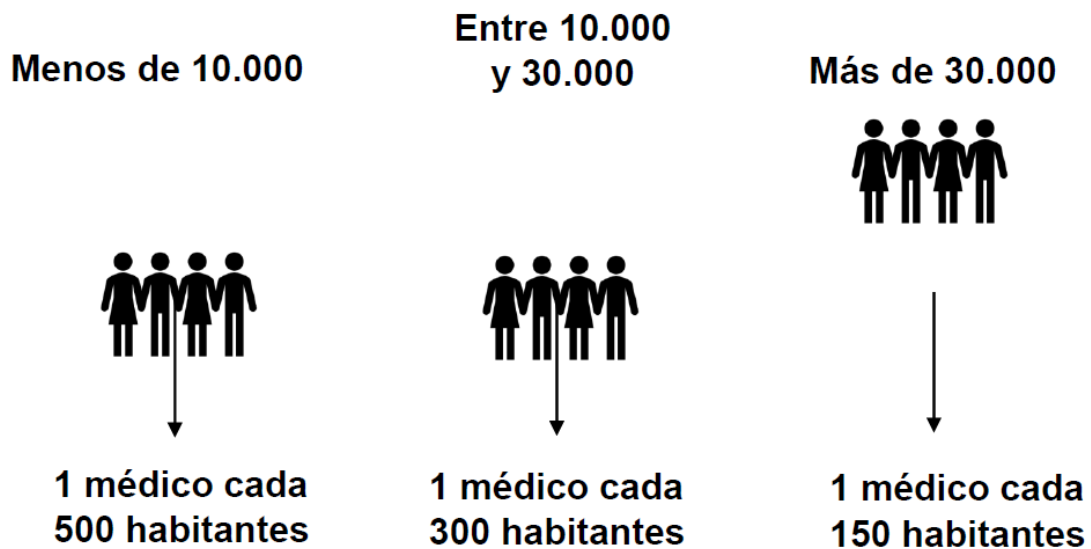 Menos de 10.000
Entre 10.000
y 30.000
Más de 30.000
1 médico cada
500 habitantes
1 médico cada
300 habitantes
1 médico cada
150 habitantes